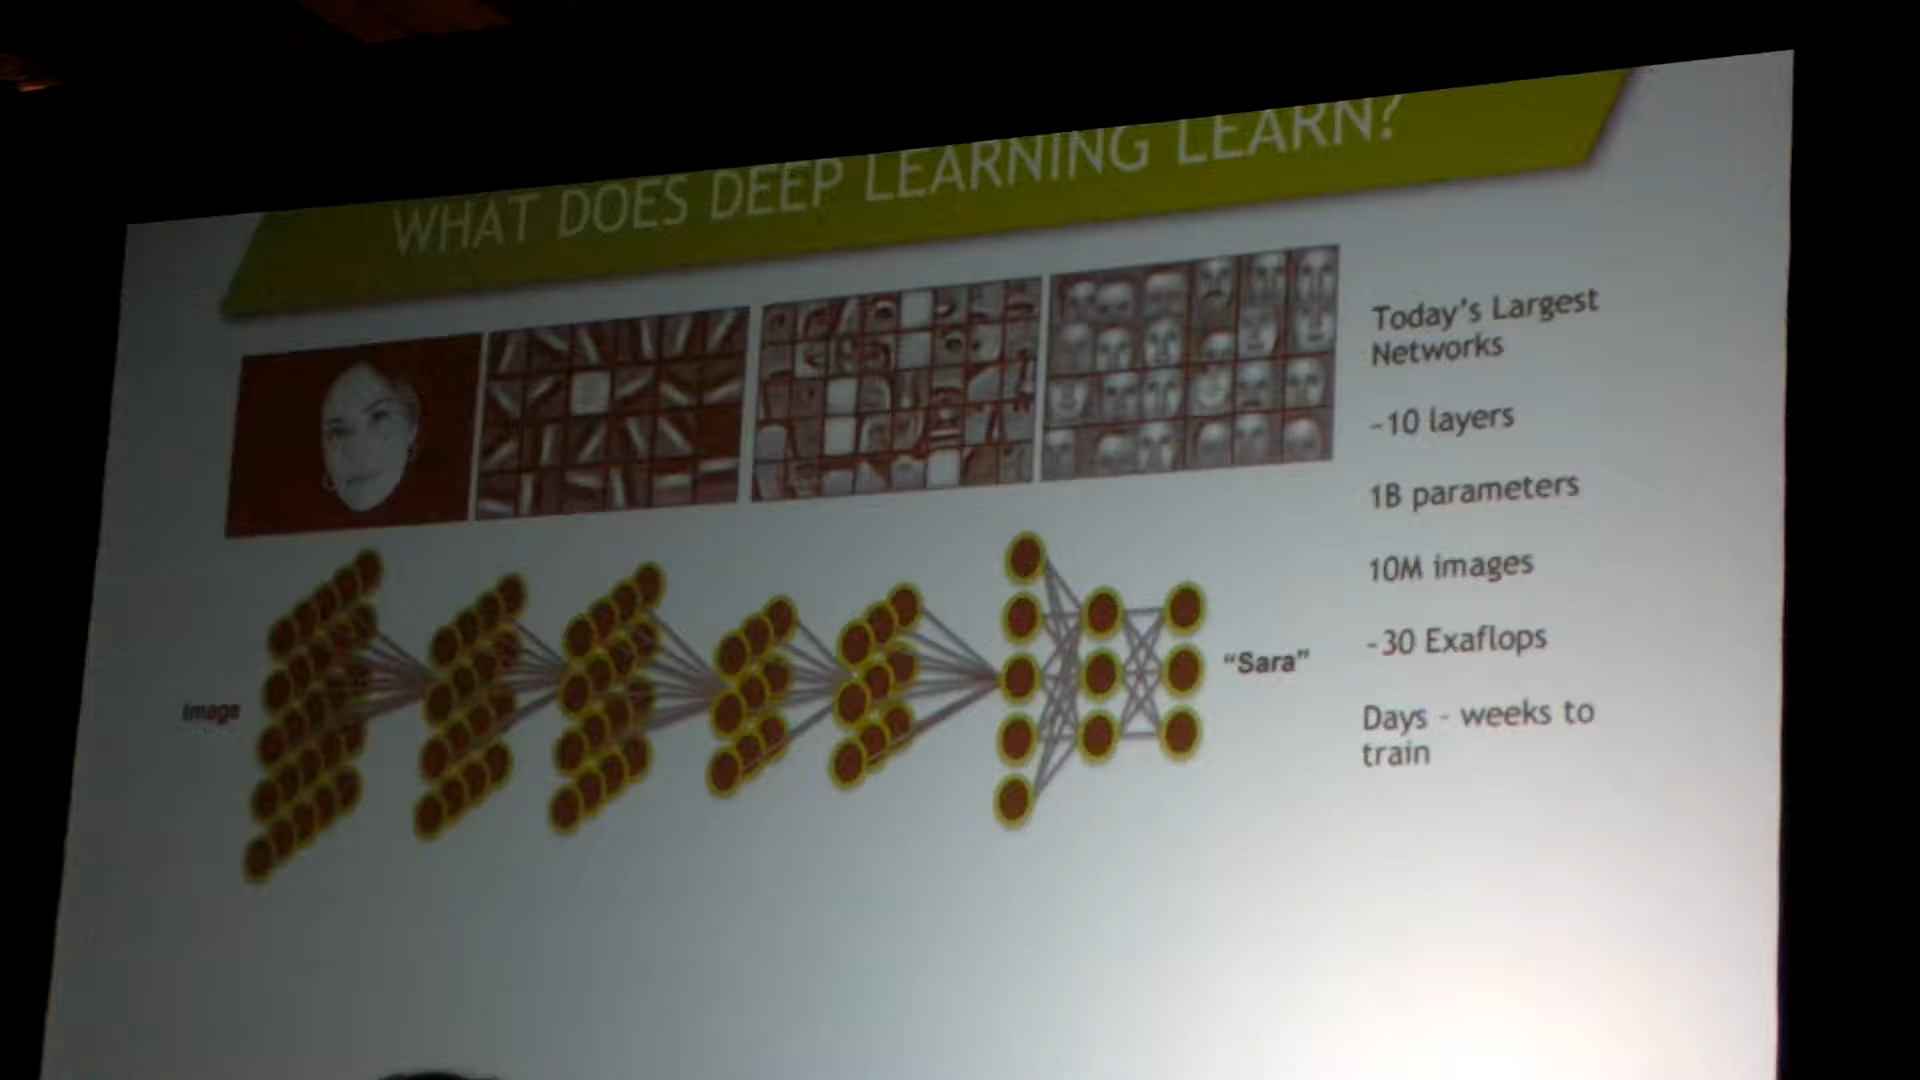 WHAT DOES DEEP LEARNING LEARN?
Today's Largest
Networks
~10 layers
1B parameters
10M images
~30 Exaflops
Days - weeks to
train
Image
"Sara"